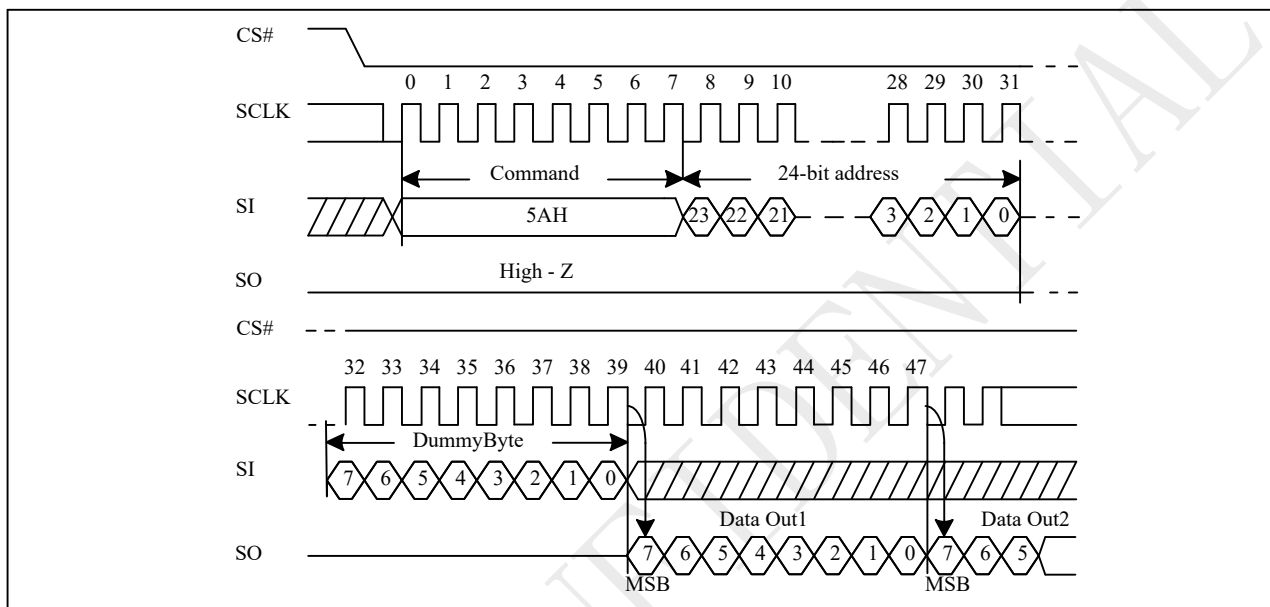 CS#
0 1 2 3 4 5 6 7 8 9 10 28 29 30 31
SCLK
Command 24-bit address
SI 5AH 23 22 21 3 2 1 0
SO High - Z
CS#
32 33 34 35 36 37 38 39 40 41 42 43 44 45 46 47
SCLK
DummyByte
SI 7 6 5 4 3 2 1 0
Data Out1 Data Out2
SO 7 6 5 4 3 2 1 0 7 6 5
MSB MSB